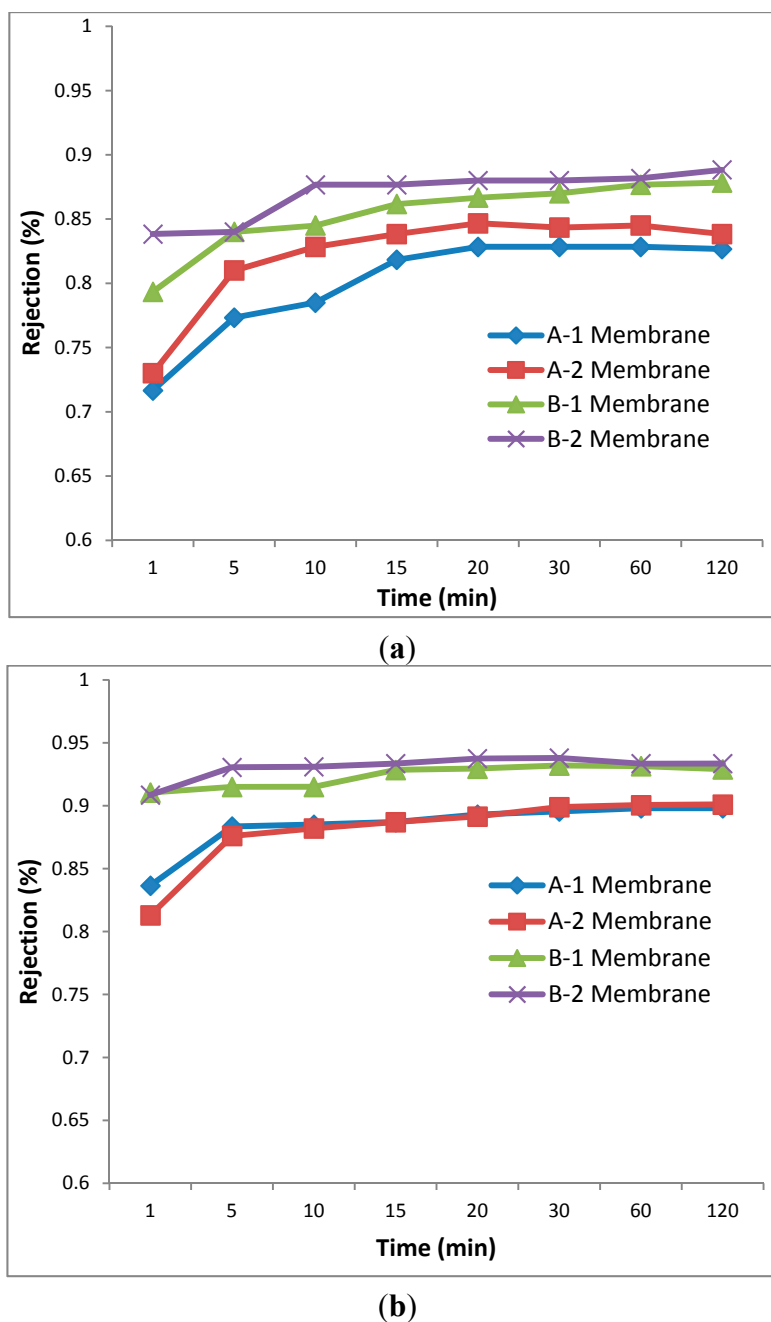 1
0.95
0.9
0.85
0.8
0.75
0.7
0.65
0.6
Rejection (%)
A-1 Membrane
A-2 Membrane
B-1 Membrane
B-2 Membrane
1 5 10 15 20 30 60 120
Time (min)
(a)
1
0.95
0.9
0.85
0.8
0.75
0.7
0.65
0.6
Rejection (%)
A-1 Membrane
A-2 Membrane
B-1 Membrane
B-2 Membrane
1 5 10 15 20 30 60 120
Time (min)
(b)